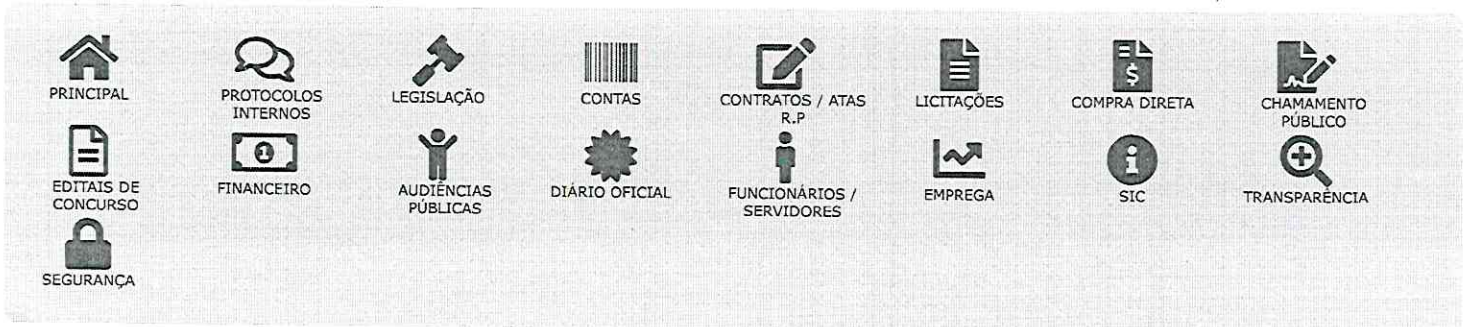 PRINCIPAL
PROTOCOLOS
INTERNOS
LEGISLAÇÃO
CONTAS
CONTRATOS / ATAS
R.P
LICITAÇÕES
COMPRA DIRETA
CHAMAMENTO
PÚBLICO
EDITAIS DE
CONCURSO
FINANCEIRO
AUDIÊNCIAS
PÚBLICAS
DIÁRIO OFICIAL
FUNCIONÁRIOS /
SERVIDORES
EMPREGA
SIC
TRANSPARÊNCIA
SEGURANÇA